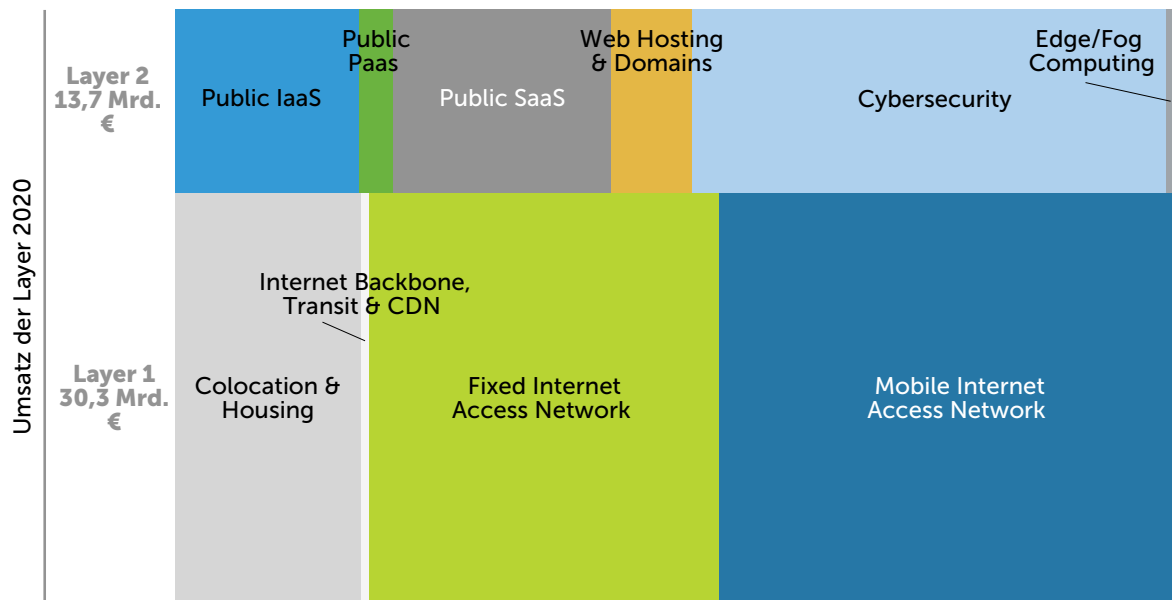 Umsatz der Layer 2020
Layer 2
13,7 Mrd.
€
Public IaaS
Public
Paas
Public SaaS
Web Hosting
& Domains
Cybersecurity
Edge/Fog
Computing
Layer 1
30,3 Mrd.
€
Colocation &
Housing
Internet Backbone,
Transit & CDN
Fixed Internet
Access Network
Mobile Internet
Access Network